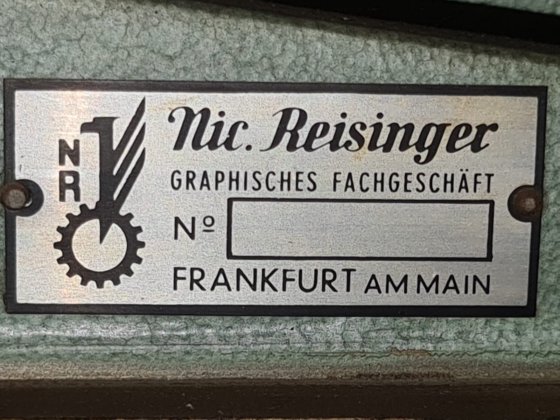 NR
Nic. Reisinger
GRAPHISCHES FACHGESCHÄFT
Nº
FRANKFURT AM MAIN